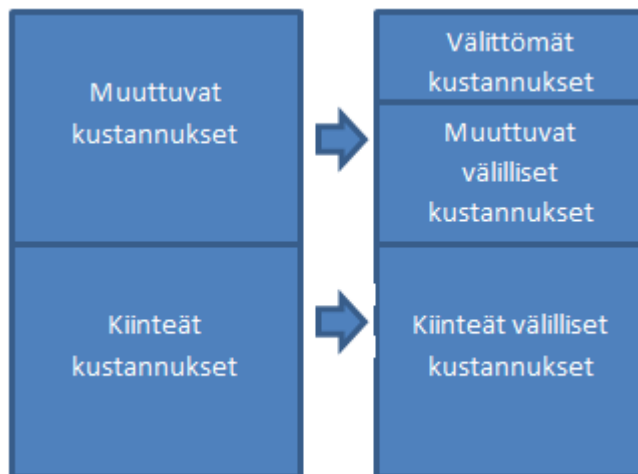 Muuttuvat
kustannukset
Välittömät
kustannukset
Muuttuvat
välilliset
kustannukset
Kiinteät
kustannukset
Kiinteät välilliset
kustannukset